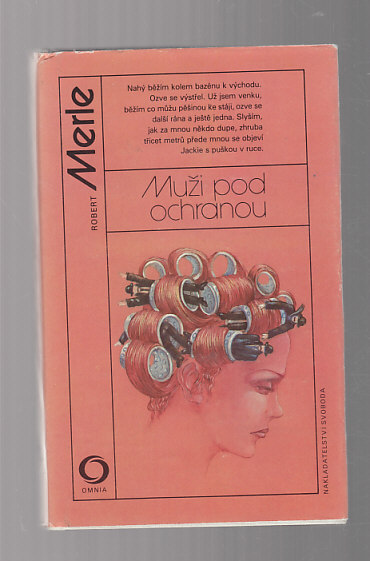 ROBERT Merle
Nahý běžím kolem bazénu k východu.
Ozve se výstřel. Už jsem venku,
běžím co můžu pěšinou ke stáji, ozve se
další rána a ještě jedna. Slyším,
jak za mnou někdo dupe, zhruba
třicet metrů přede mnou se objeví
Jackie s puškou v ruce.
Muži pod
ochranou
OMNIA
NAKLADATELSTVÍ SVOBODA